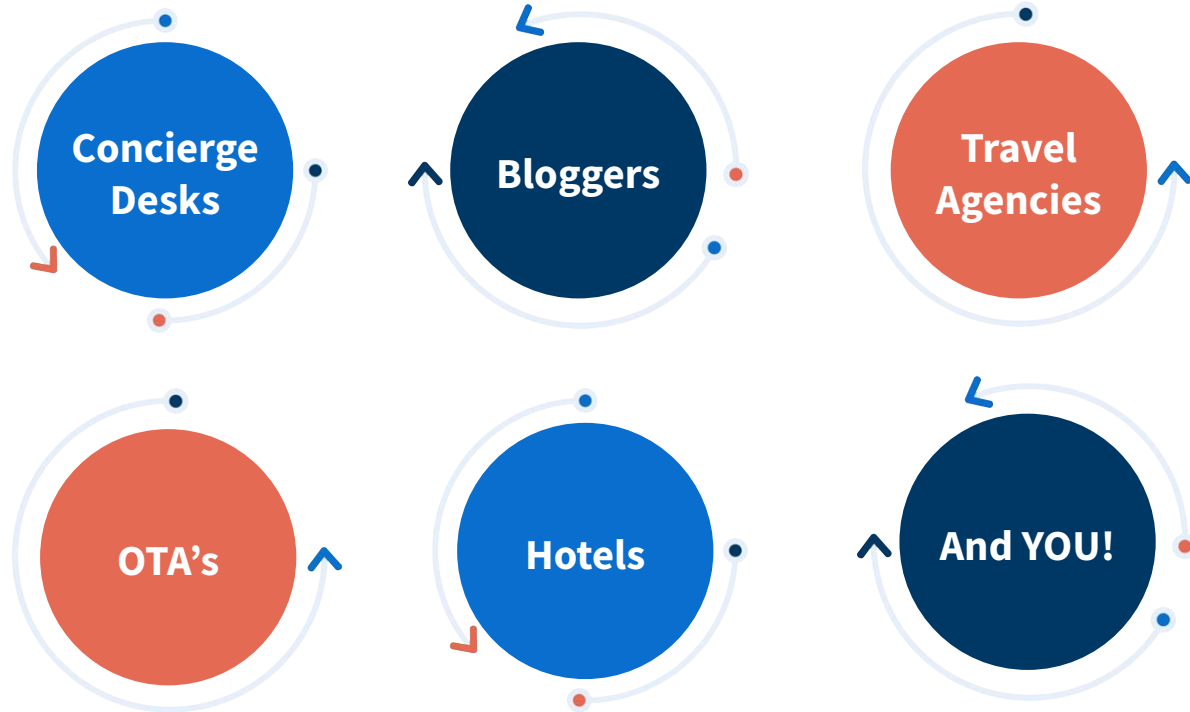 Concierge
Desks
Bloggers
Travel
Agencies
OTA’s
Hotels
And YOU!